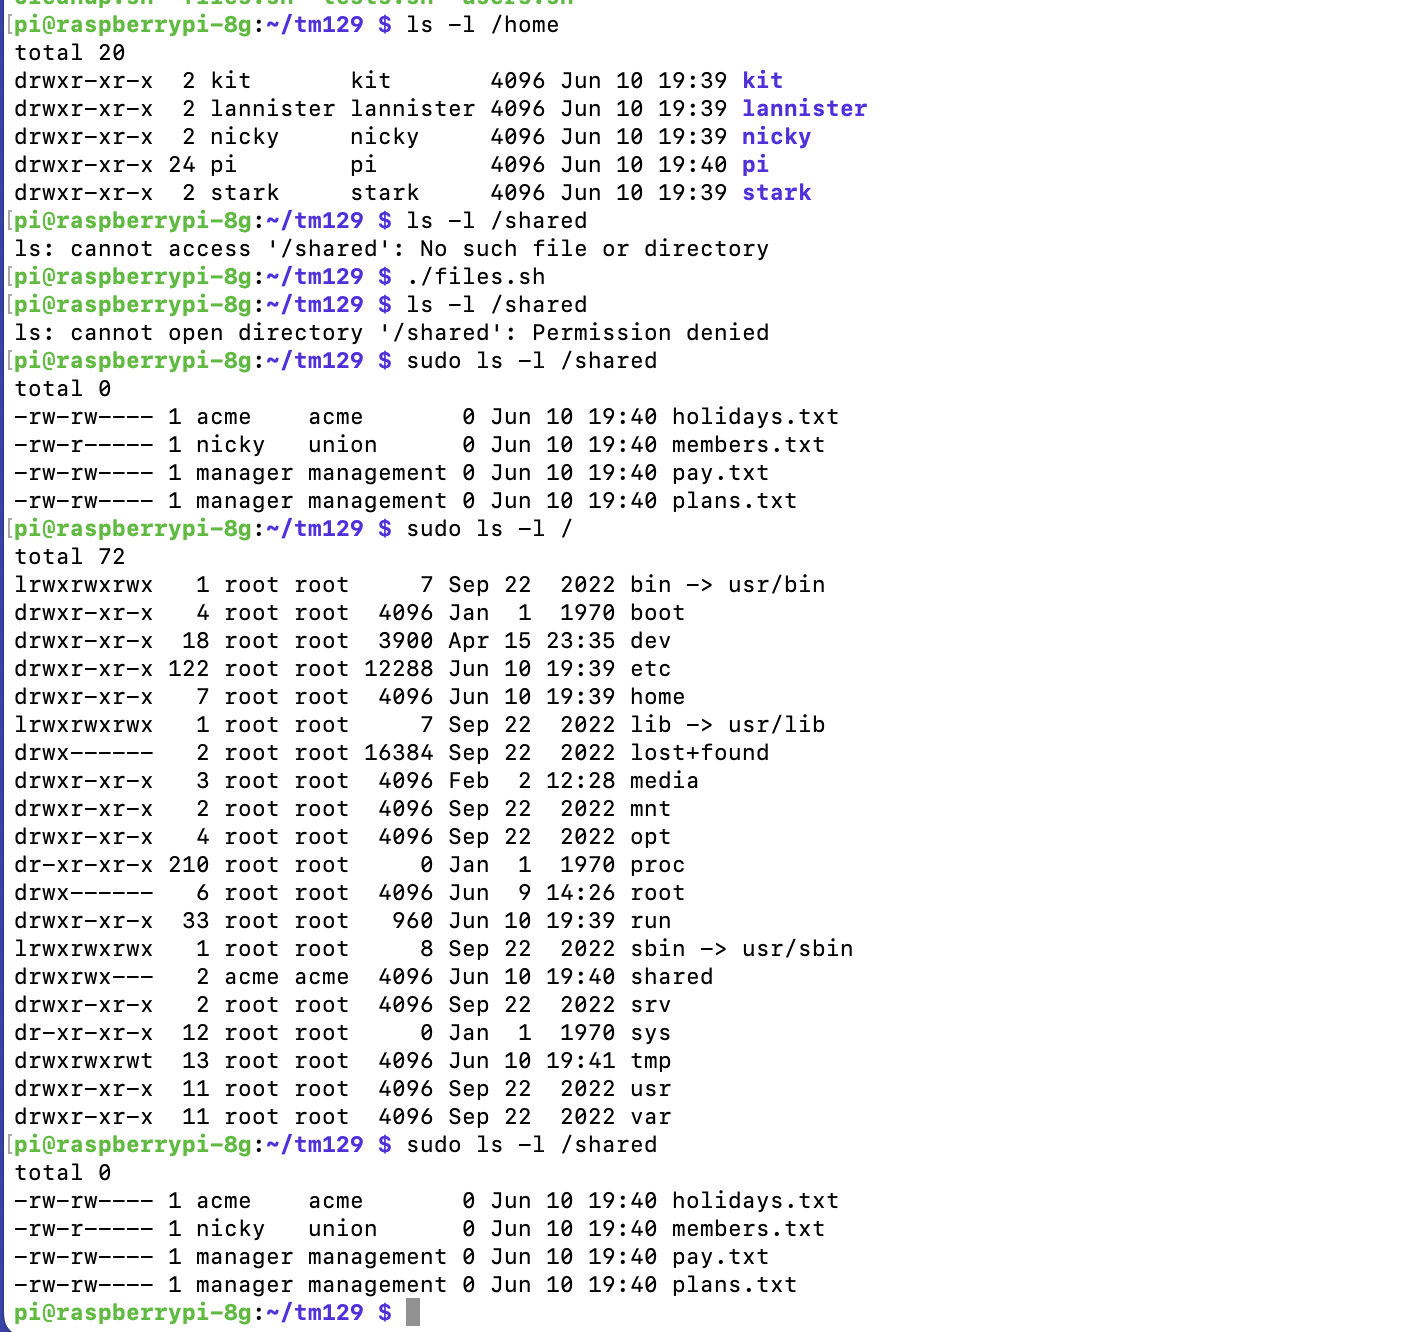 cleanup.sh  files.sh  tests.sh  users.sh
pi@raspberrypi-8g:~/tm129 $ ls -l /home
total 20
drwxr-xr-x  2 kit       kit       4096 Jun 10 19:39 kit
drwxr-xr-x  2 lannister lannister 4096 Jun 10 19:39 lannister
drwxr-xr-x  2 nicky     nicky     4096 Jun 10 19:39 nicky
drwxr-xr-x 24 pi        pi        4096 Jun 10 19:40 pi
drwxr-xr-x  2 stark     stark     4096 Jun 10 19:39 stark
pi@raspberrypi-8g:~/tm129 $ ls -l /shared
ls: cannot access '/shared': No such file or directory
pi@raspberrypi-8g:~/tm129 $ ./files.sh
pi@raspberrypi-8g:~/tm129 $ ls -l /shared
ls: cannot open directory '/shared': Permission denied
pi@raspberrypi-8g:~/tm129 $ sudo ls -l /shared
total 0
-rw-rw---- 1 acme    acme       0 Jun 10 19:40 holidays.txt
-rw-r----- 1 nicky   union      0 Jun 10 19:40 members.txt
-rw-rw---- 1 manager management 0 Jun 10 19:40 pay.txt
-rw-rw---- 1 manager management 0 Jun 10 19:40 plans.txt
pi@raspberrypi-8g:~/tm129 $ sudo ls -l /
total 72
lrwxrwxrwx   1 root root     7 Sep 22  2022 bin -> usr/bin
drwxr-xr-x   4 root root  4096 Jan  1  1970 boot
drwxr-xr-x  18 root root  3900 Apr 15 23:35 dev
drwxr-xr-x 122 root root 12288 Jun 10 19:39 etc
drwxr-xr-x   7 root root  4096 Jun 10 19:39 home
lrwxrwxrwx   1 root root     7 Sep 22  2022 lib -> usr/lib
drwx------   2 root root 16384 Sep 22  2022 lost+found
drwxr-xr-x   3 root root  4096 Feb  2 12:28 media
drwxr-xr-x   2 root root  4096 Sep 22  2022 mnt
drwxr-xr-x   4 root root  4096 Sep 22  2022 opt
dr-xr-xr-x 210 root root     0 Jan  1  1970 proc
drwx------   6 root root  4096 Jun  9 14:26 root
drwxr-xr-x  33 root root   960 Jun 10 19:39 run
lrwxrwxrwx   1 root root     8 Sep 22  2022 sbin -> usr/sbin
drwxrwx---   2 acme acme  4096 Jun 10 19:40 shared
drwxr-xr-x   2 root root  4096 Sep 22  2022 srv
dr-xr-xr-x  12 root root     0 Jan  1  1970 sys
drwxrwxrwt  13 root root  4096 Jun 10 19:41 tmp
drwxr-xr-x  11 root root  4096 Sep 22  2022 usr
drwxr-xr-x  11 root root  4096 Sep 22  2022 var
pi@raspberrypi-8g:~/tm129 $ sudo ls -l /shared
total 0
-rw-rw---- 1 acme    acme       0 Jun 10 19:40 holidays.txt
-rw-r----- 1 nicky   union      0 Jun 10 19:40 members.txt
-rw-rw---- 1 manager management 0 Jun 10 19:40 pay.txt
-rw-rw---- 1 manager management 0 Jun 10 19:40 plans.txt
pi@raspberrypi-8g:~/tm129 $